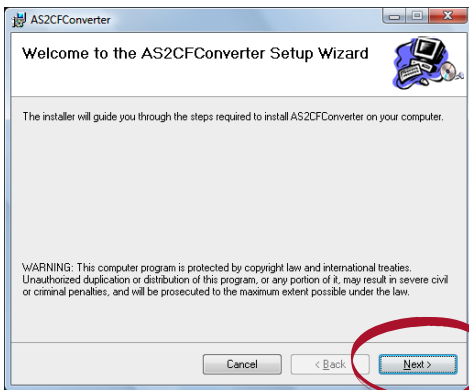 AS2CFConverter
Welcome to the AS2CFConverter Setup Wizard
The installer will guide you through the steps required to install AS2CFConverter on your computer.
WARNING: This computer program is protected by copyright law and international treaties.
Unauthorized duplication or distribution of this program, or any portion of it, may result in severe civil
or criminal penalties, and will be prosecuted to the maximum extent possible under the law.
Cancel < Back Next >